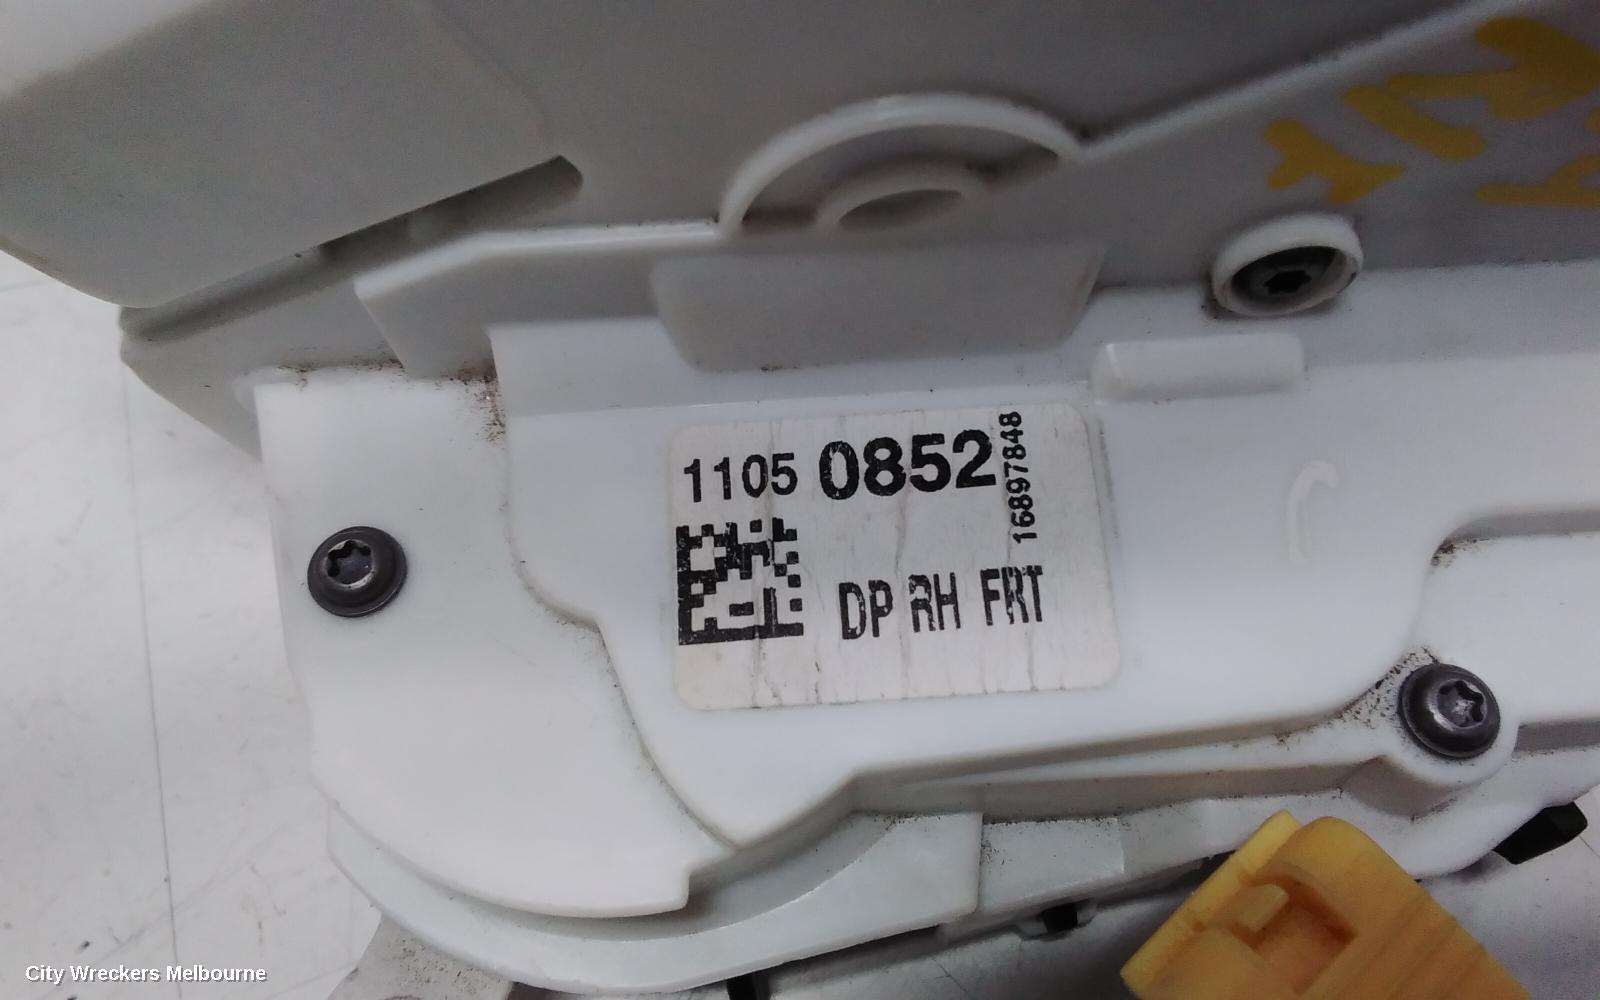 1105 0852
16897848
DP RH FRT
City Wreckers Melbourne